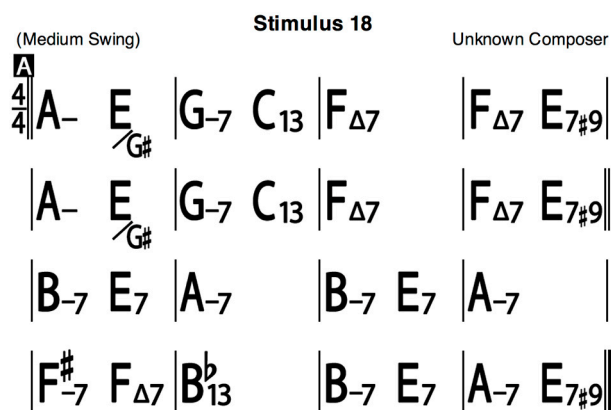 Stimulus 18
(Medium Swing) Unknown Composer
A
4/4 A– E/G♯ G–7 C13 FΔ7 FΔ7 E7♯9
A– E/G♯ G–7 C13 FΔ7 FΔ7 E7♯9
B–7 E7 A–7 B–7 E7 A–7
F♯–7 FΔ7 B♭13 B–7 E7 A–7 E7♯9